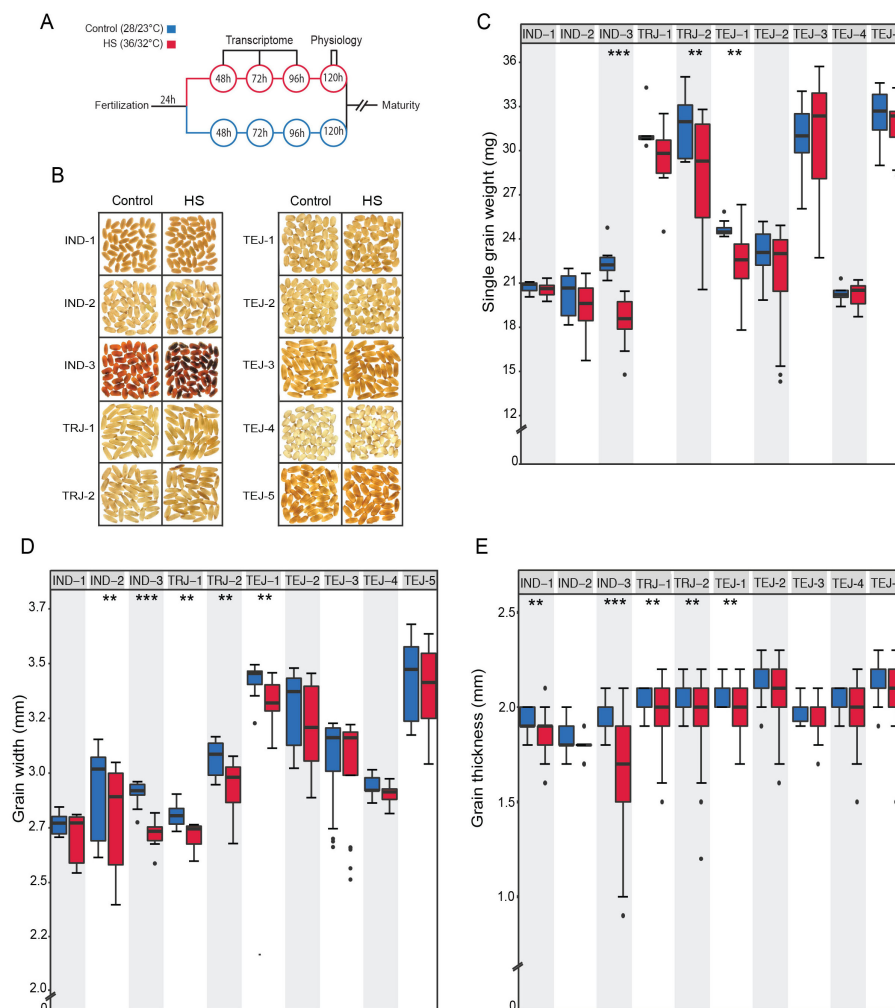 A
Control (28/23°C)
HS (36/32°C)
Transcriptome
Physiology
48h 72h 96h 120h
Fertilization 24h Maturity
48h 72h 96h 120h
B
Control HS Control HS
IND-1 TEJ-1
IND-2 TEJ-2
IND-3 TEJ-3
TRJ-1 TEJ-4
TRJ-2 TEJ-5
C
IND-1 IND-2 IND-3 TRJ-1 TRJ-2 TEJ-1 TEJ-2 TEJ-3 TEJ-4 TEJ-
*** ** **
Single grain weight (mg)
36
33
30
27
24
21
18
15
12
0
D
IND-1 IND-2 IND-3 TRJ-1 TRJ-2 TEJ-1 TEJ-2 TEJ-3 TEJ-4 TEJ-5
** *** ** ** **
Grain width (mm)
3.7
3.5
3.2
3.0
2.7
2.5
2.2
2.0
0
E
IND-1 IND-2 IND-3 TRJ-1 TRJ-2 TEJ-1 TEJ-2 TEJ-3 TEJ-4 TEJ-
** *** ** ** **
Grain thickness (mm)
2.5
2.0
1.5
1.0
0